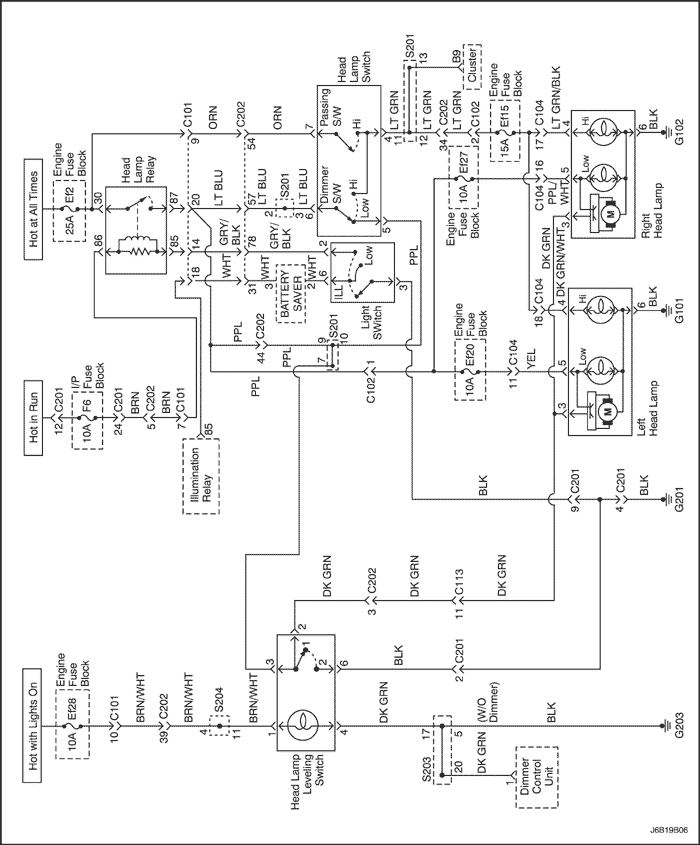 Hot at All Times
Engine
Fuse
Block
Ef2
25A
30
86
Head
Lamp
Relay
87
85
C101
9
20
14
18
ORN
LT BLU
GRY/
BLK
WHT
C202
54
57
78
31
ORN
LT BLU
GRY/
BLK
WHT
S201
2
3
BATTERY
SAVER
3
2
WHT
7
6
Passing
S/W
Dimmer
S/W
Hi
Low
Head
Lamp
Switch
4
5
2
6
ILL
Low
Light
SWitch
3
S201
11
13
12
LT GRN
LT GRN
B9
Cluster
C202
34
LT GRN
C102
2
Engine
Fuse
Block
Ef15
15A
C104
17
LT GRN/BLK
4
Hi
Low
5
3
M
6
BLK
G102
Right
Head Lamp
Engine
Fuse
Block
Ef27
10A
C104
16
PPL/
WHT
DK GRN
DK GRN/WHT
PPL
PPL
C202
44
PPL
S201
9
10
7
PPL
C102
1
Engine
Fuse
Block
Ef20
10A
C104
11
YEL
C104
18
4
Hi
Low
5
3
M
6
BLK
G101
Left
Head Lamp
Hot in Run
C201
12
I/P
Fuse
Block
F6
10A
C201
24
BRN
C202
5
BRN
C101
7
85
Illumination
Relay
BLK
C201
9
C201
4
BLK
G201
DK GRN
C202
3
DK GRN
C113
11
DK GRN
Hot with Lights On
Engine
Fuse
Block
Ef28
10A
C101
10
BRN/WHT
C202
39
BRN/WHT
S204
4
11
BRN/WHT
1
3
2
1
2
6
4
Head Lamp
Leveling
Switch
BLK
C201
2
DK GRN
S203
17
5
20
(W/O
Dimmer)
DK GRN
1
Dimmer
Control
Unit
BLK
G203
J6B19B06